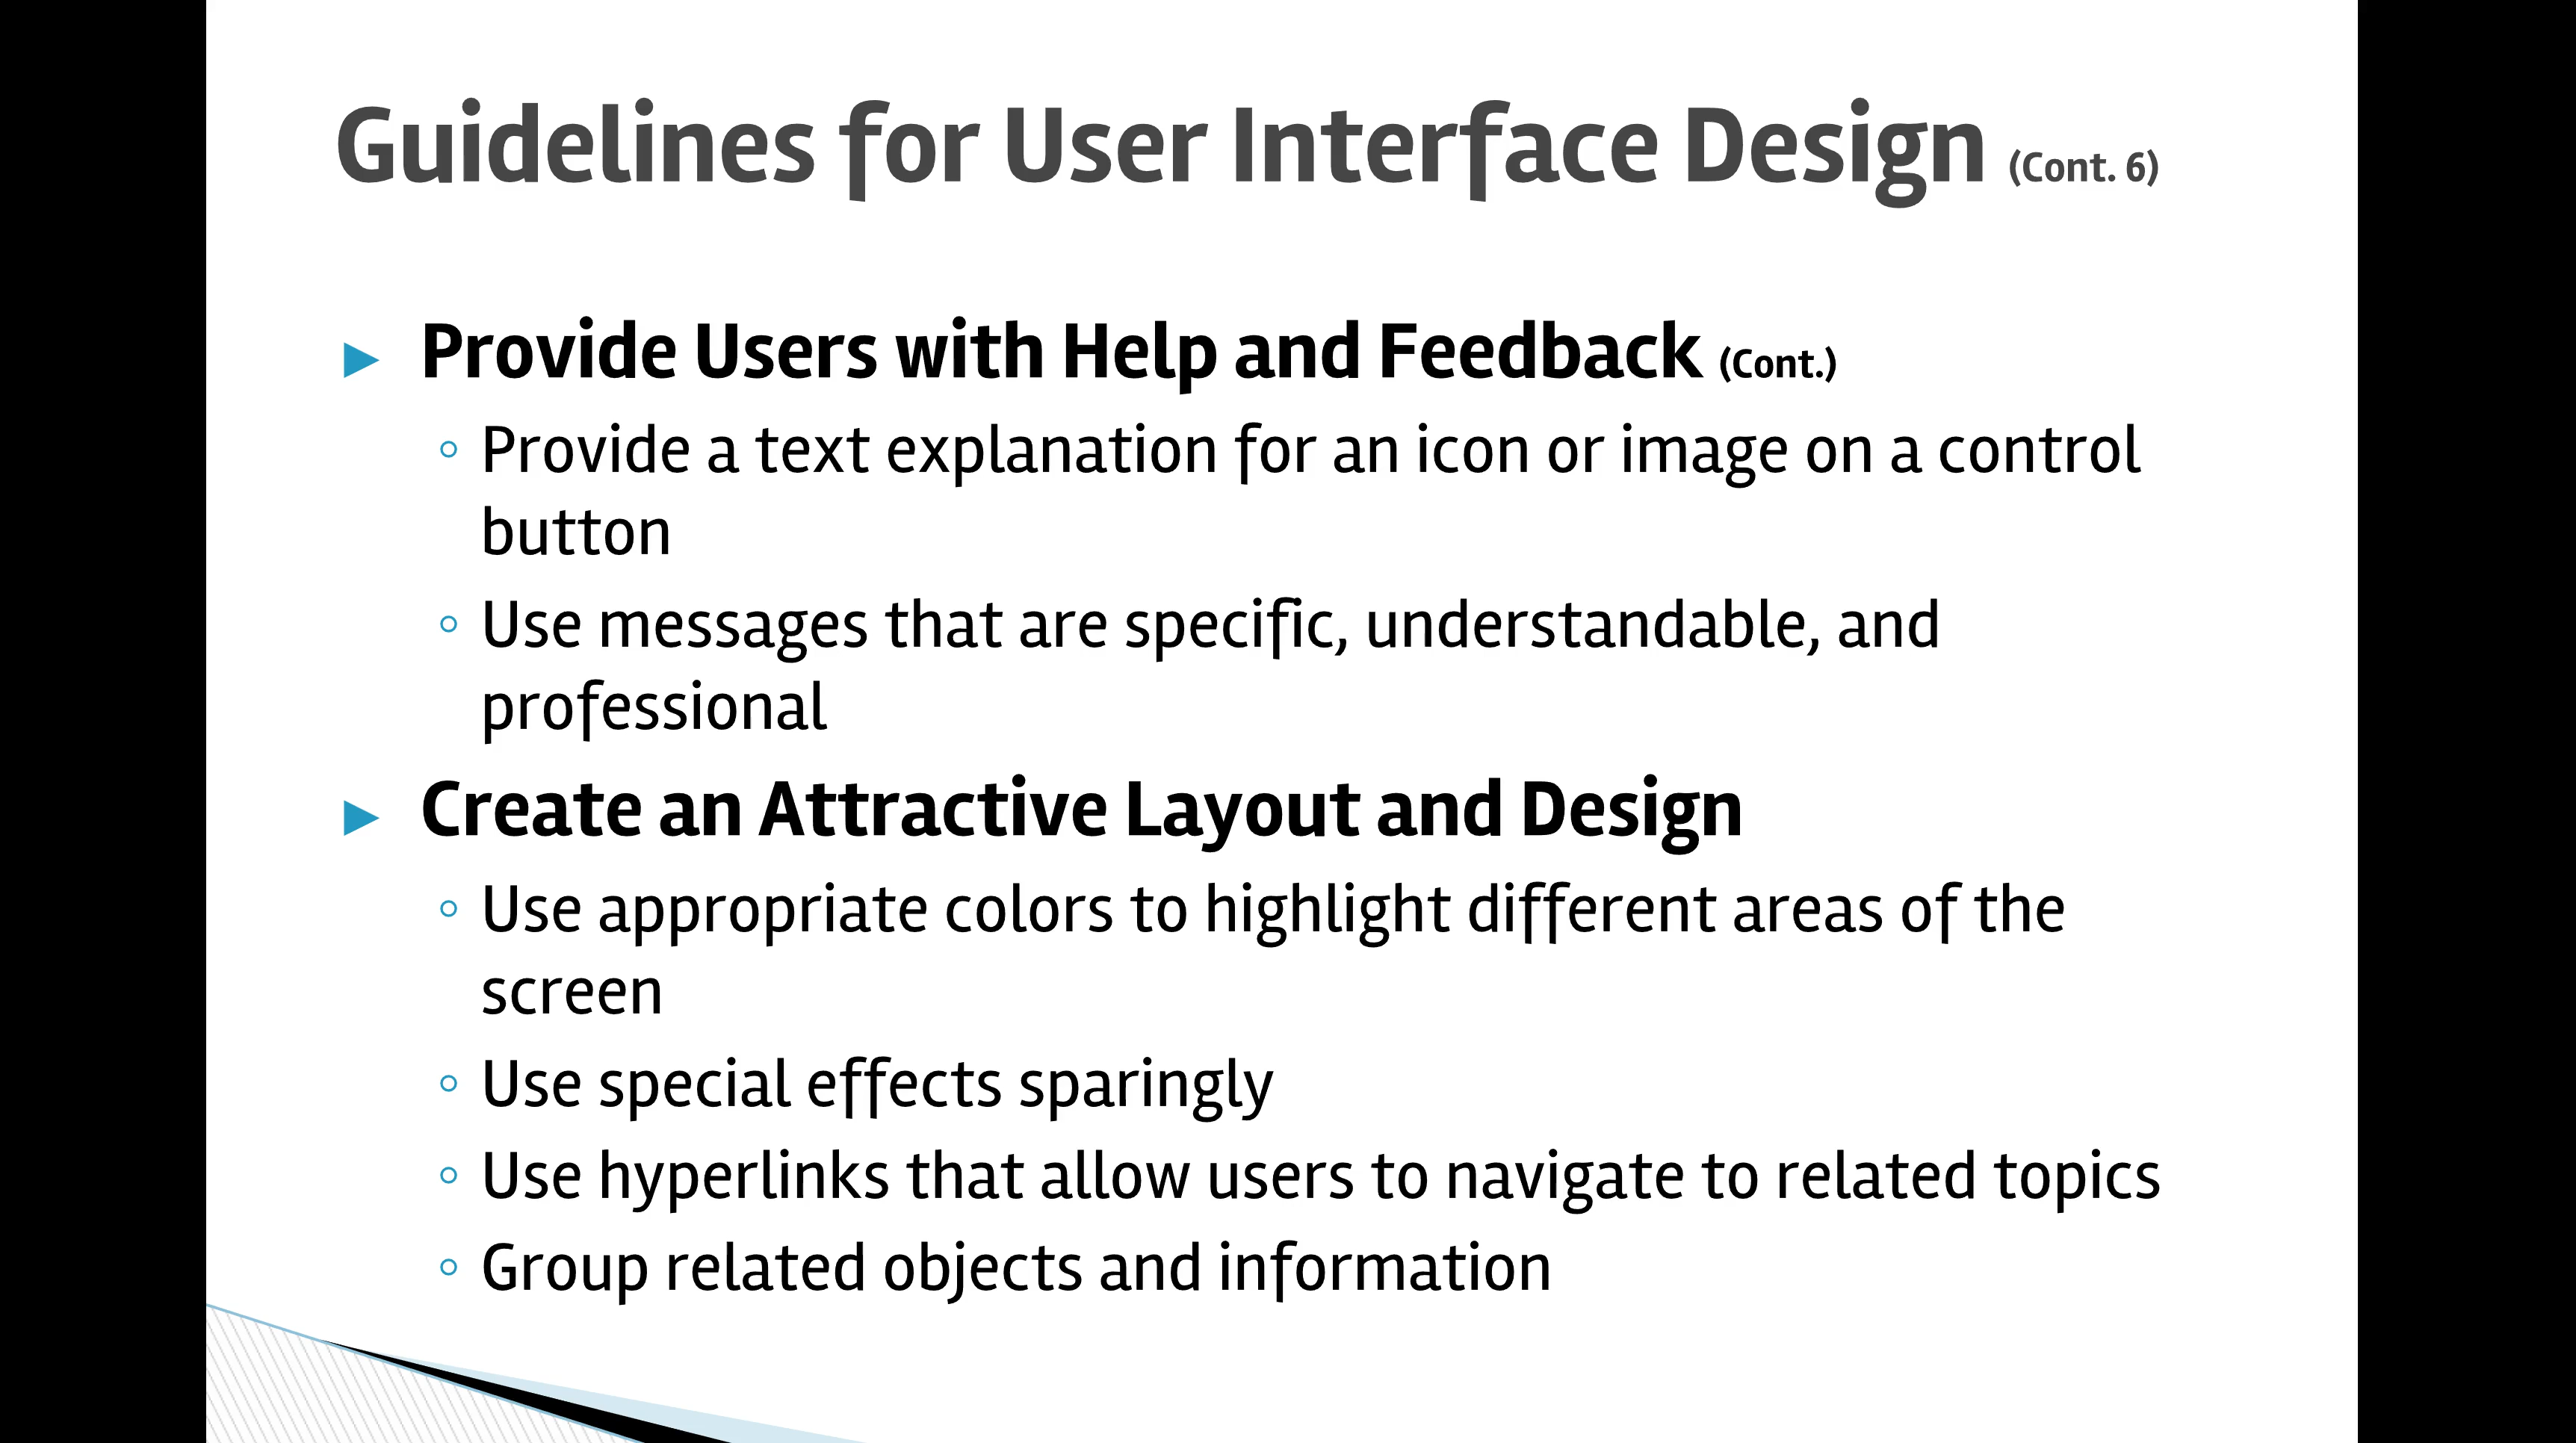 Guidelines for User Interface Design (Cont. 6)
► Provide Users with Help and Feedback (Cont.)
◦ Provide a text explanation for an icon or image on a control
button
◦ Use messages that are specific, understandable, and
professional
► Create an Attractive Layout and Design
◦ Use appropriate colors to highlight different areas of the
screen
◦ Use special effects sparingly
◦ Use hyperlinks that allow users to navigate to related topics
◦ Group related objects and information